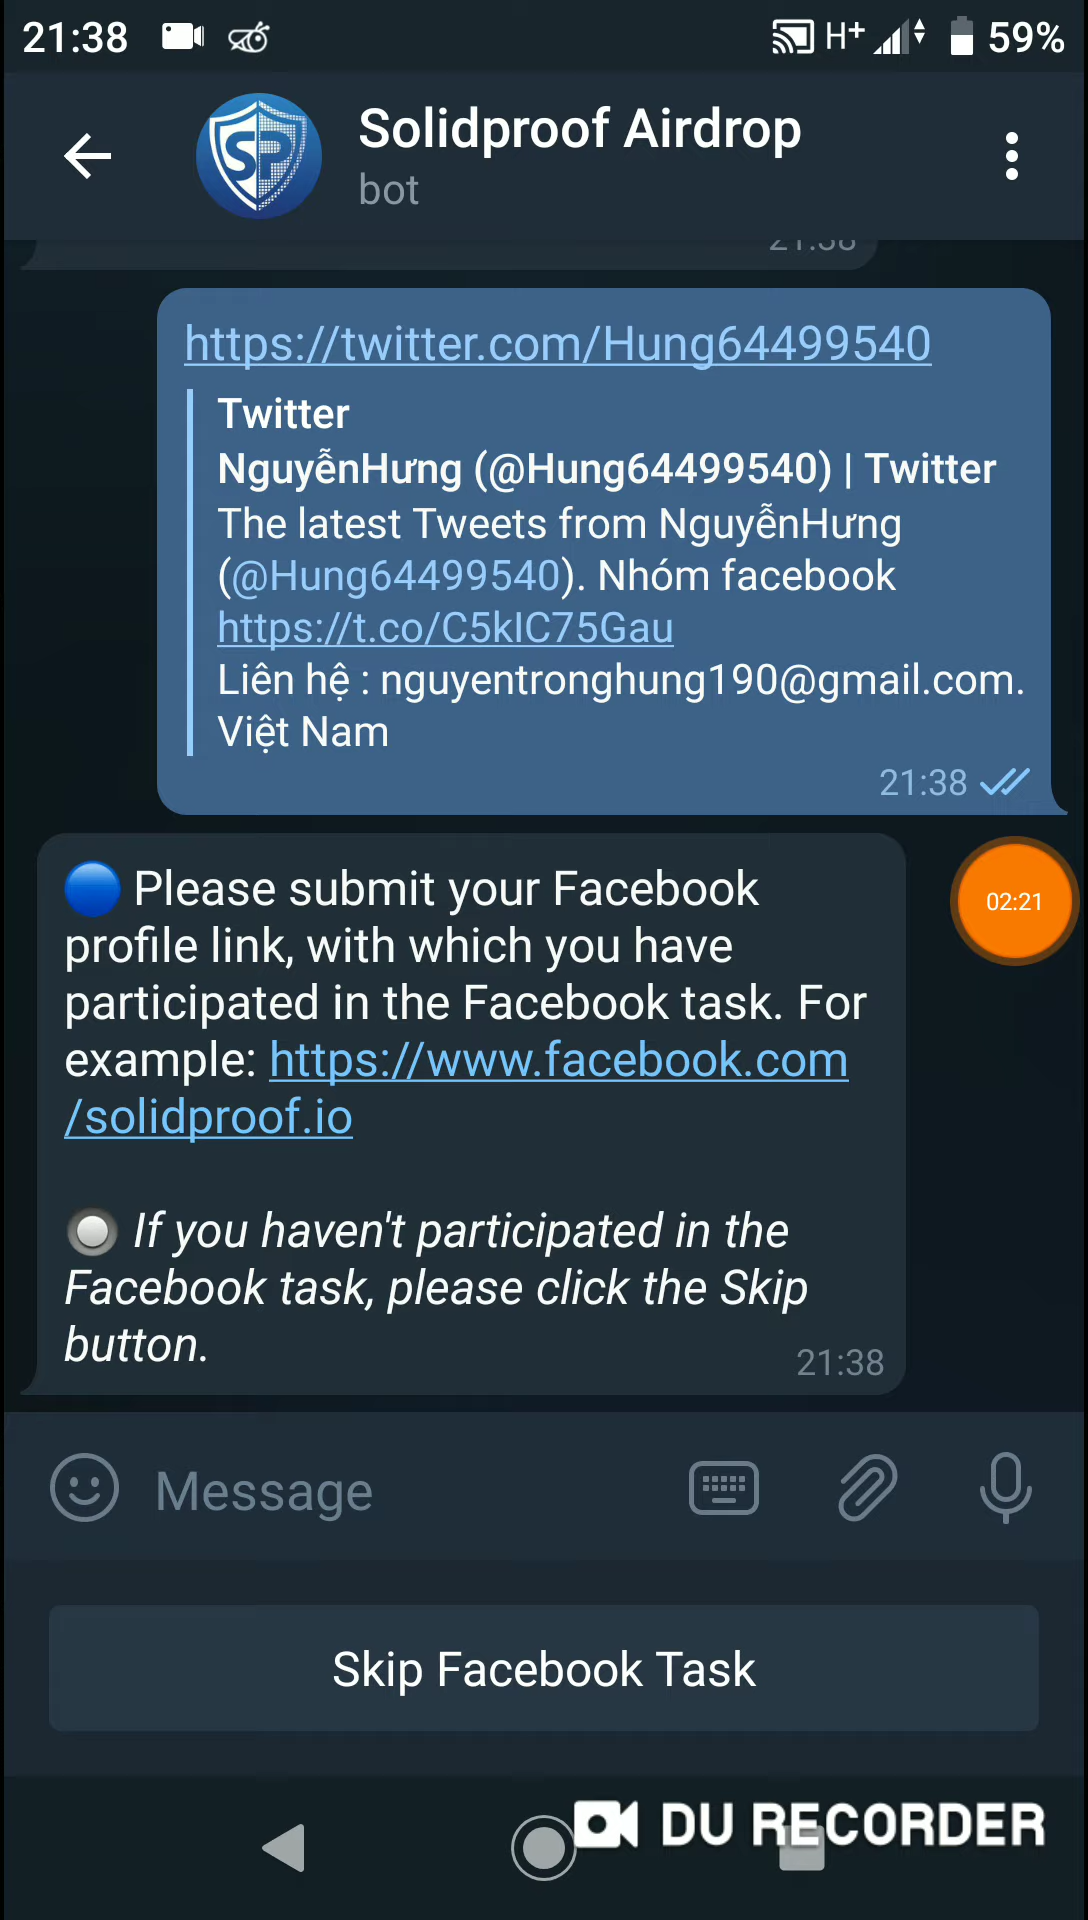 21:38 H+ 59%
Solidproof Airdrop
bot
21:38
https://twitter.com/Hung64499540
Twitter
NguyễnHưng (@Hung64499540) | Twitter
The latest Tweets from NguyễnHưng
(@Hung64499540). Nhóm facebook
https://t.co/C5kIC75Gau
Liên hệ : nguyentronghung190@gmail.com.
Việt Nam
21:38
Please submit your Facebook
profile link, with which you have
participated in the Facebook task. For
example: https://www.facebook.com
/solidproof.io
02:21
If you haven't participated in the
Facebook task, please click the Skip
button.
21:38
Message
Skip Facebook Task
DU RECORDER